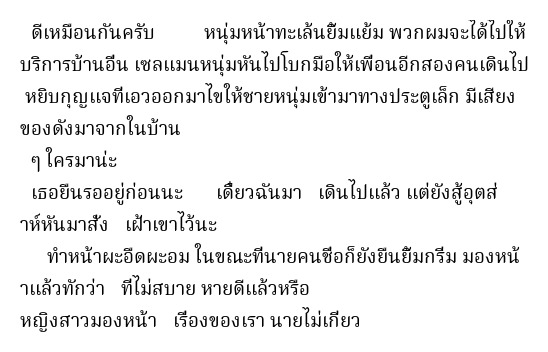 ดีเหมือนกันครับ หนุ่มหน้าทะเล้นยิ้มแย้ม พวกผมจะได้ไปให้
บริการบ้านอื่น เซลแมนหนุ่มหันไปโบกมือให้เพื่อนอีกสองคนเดินไป
หยิบกุญแจที่เอวออกมาไขให้ชายหนุ่มเข้ามาทางประตูเล็ก มีเสียง
ของดังมาจากในบ้าน
ๆ ใครมาน่ะ
เธอยืนรออยู่ก่อนนะ เดี๋ยวฉันมา เดินไปแล้ว แต่ยังสู้อุตส่
าห์หันมาสั่ง เฝ้าเขาไว้นะ
ทำหน้าผะอืดผะอม ในขณะที่นายคนซื่อก็ยังยืนยิ้มกริ่ม มองหน้
าแล้วทักว่า ที่ไม่สบาย หายดีแล้วหรือ
หญิงสาวมองหน้า เรื่องของเรา นายไม่เกี่ยว